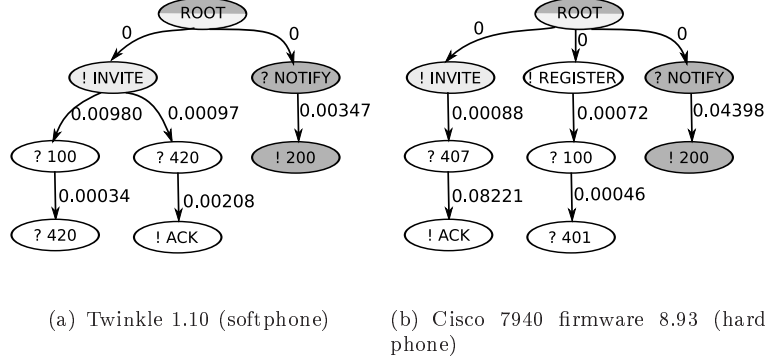 ROOT
0
0
! INVITE
? NOTIFY
0.00980
0.00097
0.00347
? 100
? 420
! 200
0.00034
0.00208
? 420
! ACK
(a) Twinkle 1.10 (softphone)
ROOT
0
0
0
! INVITE
! REGISTER
? NOTIFY
0.00088
0.00072
0.04398
? 407
? 100
! 200
0.08221
0.00046
! ACK
? 401
(b) Cisco 7940 firmware 8.93 (hard
phone)